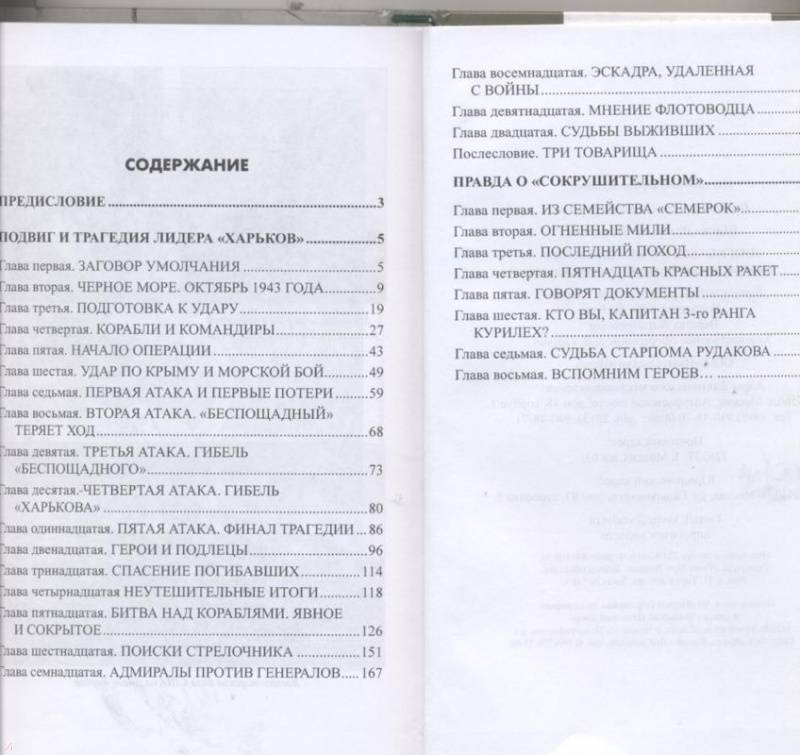 СОДЕРЖАНИЕ
ПРЕДИСЛОВИЕ.....3
ПОДВИГ И ТРАГЕДИЯ ЛИДЕРА «ХАРЬКОВ».....5
Глава первая. ЗАГОВОР УМОЛЧАНИЯ.....5
Глава вторая. ЧЕРНОЕ МОРЕ. ОКТЯБРЬ 1943 ГОДА.....9
Глава третья. ПОДГОТОВКА К УДАРУ.....19
Глава четвертая. КОРАБЛИ И КОМАНДИРЫ.....27
Глава пятая. НАЧАЛО ОПЕРАЦИИ.....43
Глава шестая. УДАР ПО КРЫМУ И МОРСКОЙ БОЙ.....49
Глава седьмая. ПЕРВАЯ АТАКА И ПЕРВЫЕ ПОТЕРИ.....59
Глава восьмая. ВТОРАЯ АТАКА. «БЕСПОЩАДНЫЙ»
ТЕРЯЕТ ХОД.....68
Глава девятая. ТРЕТЬЯ АТАКА. ГИБЕЛЬ
«БЕСПОЩАДНОГО».....73
Глава десятая.-ЧЕТВЕРТАЯ АТАКА. ГИБЕЛЬ
«ХАРЬКОВА».....80
Глава одиннадцатая. ПЯТАЯ АТАКА. ФИНАЛ ТРАГЕДИИ.....86
Глава двенадцатая. ГЕРОИ И ПОДЛЕЦЫ.....96
Глава тринадцатая. СПАСЕНИЕ ПОГИБАВШИХ.....114
Глава четырнадцатая НЕУТЕШИТЕЛЬНЫЕ ИТОГИ.....118
Глава пятнадцатая. БИТВА НАД КОРАБЛЯМИ. ЯВНОЕ
И СОКРЫТОЕ.....126
Глава шестнадцатая. ПОИСКИ СТРЕЛОЧНИКА.....151
Глава семнадцатая. АДМИРАЛЫ ПРОТИВ ГЕНЕРАЛОВ.....167
Глава восемнадцатая. ЭСКАДРА, УДАЛЕННАЯ
С ВОЙНЫ.....
Глава девятнадцатая. МНЕНИЕ ФЛОТОВОДЦА.....
Глава двадцатая. СУДЬБЫ ВЫЖИВШИХ.....
Послесловие. ТРИ ТОВАРИЩА.....
ПРАВДА О «СОКРУШИТЕЛЬНОМ».....
Глава первая. ИЗ СЕМЕЙСТВА «СЕМЕРОК».....
Глава вторая. ОГНЕННЫЕ МИЛИ.....
Глава третья. ПОСЛЕДНИЙ ПОХОД.....
Глава четвертая. ПЯТНАДЦАТЬ КРАСНЫХ РАКЕТ.....
Глава пятая. ГОВОРЯТ ДОКУМЕНТЫ.....
Глава шестая. КТО ВЫ, КАПИТАН 3-го РАНГА
КУРИЛЕХ?.....
Глава седьмая. СУДЬБА СТАРПОМА РУДАКОВА.....
Глава восьмая. ВСПОМНИМ ГЕРОЕВ...